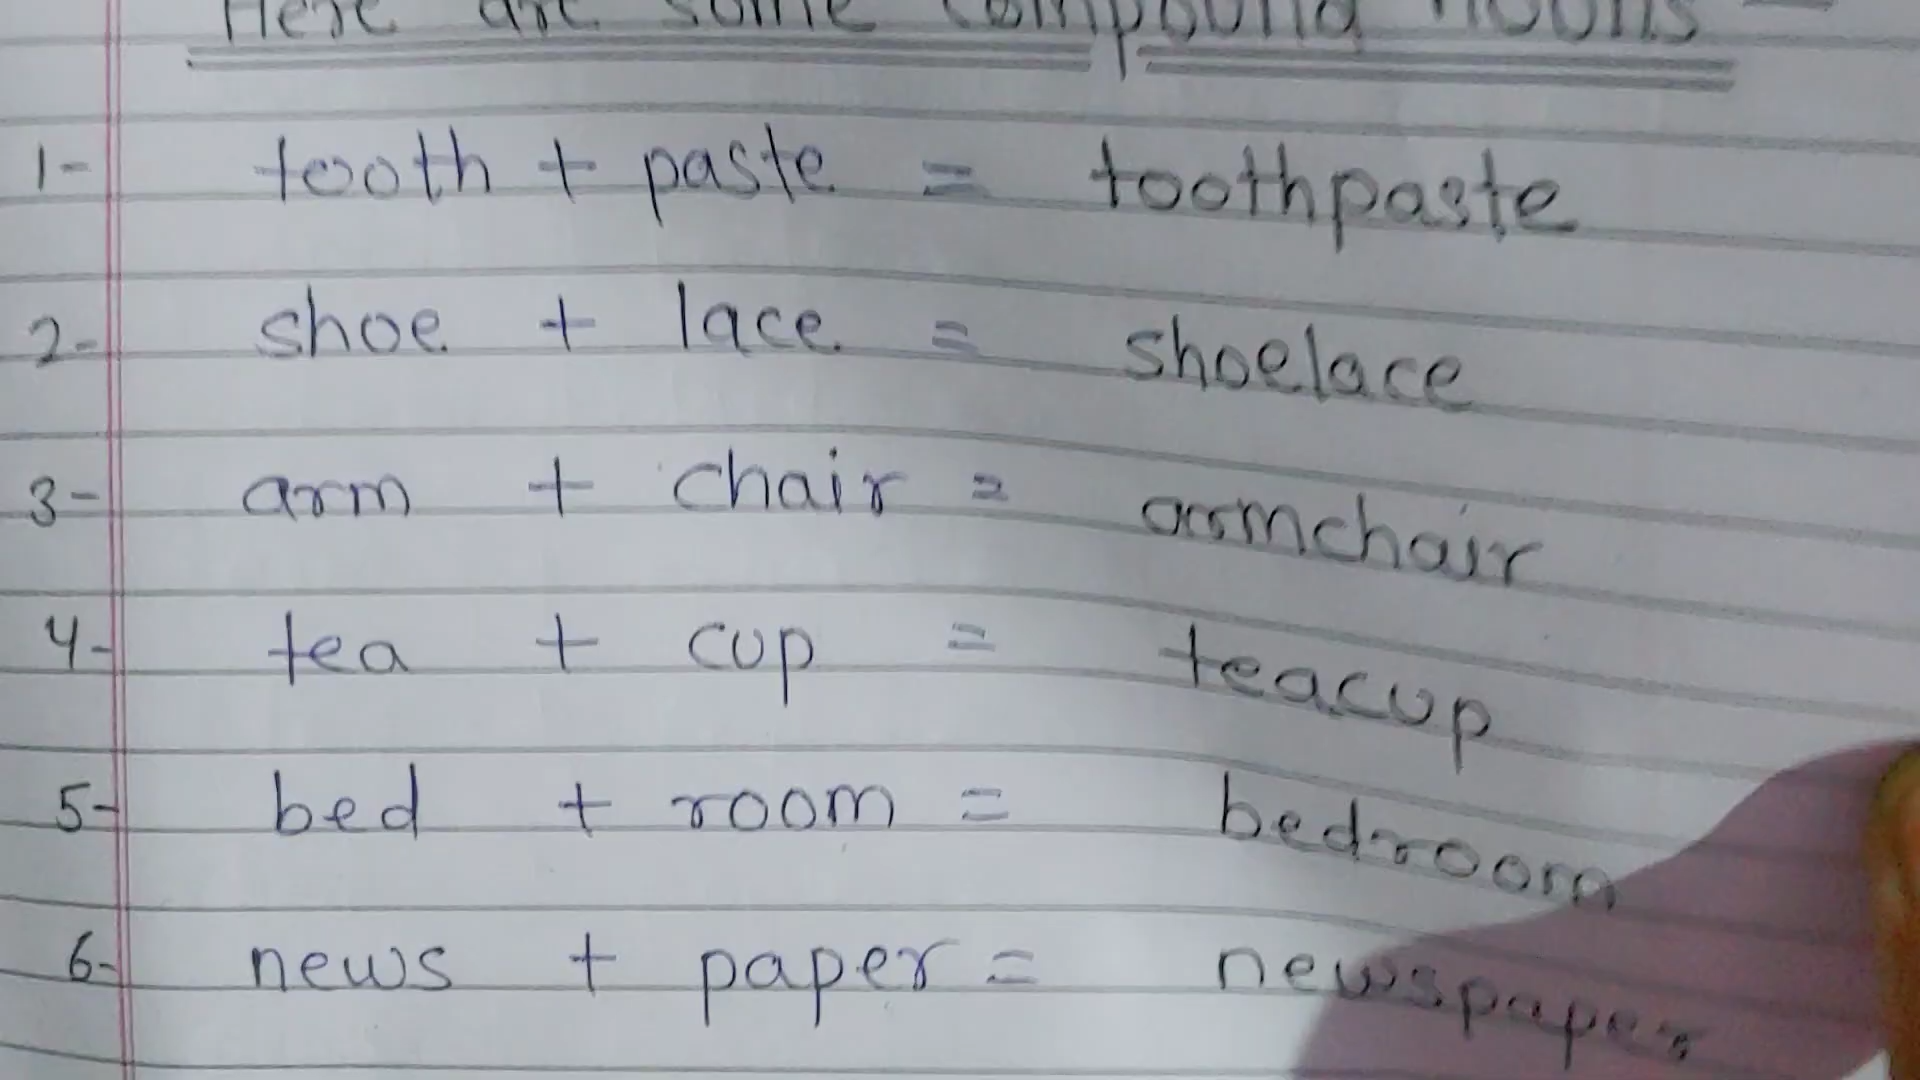 Here are some compound nouns -
1- tooth + paste = toothpaste
2- shoe + lace = shoelace
3- arm + chair = armchair
4- tea + cup = teacup
5- bed + room = bedroom
6- news + paper = newspaper